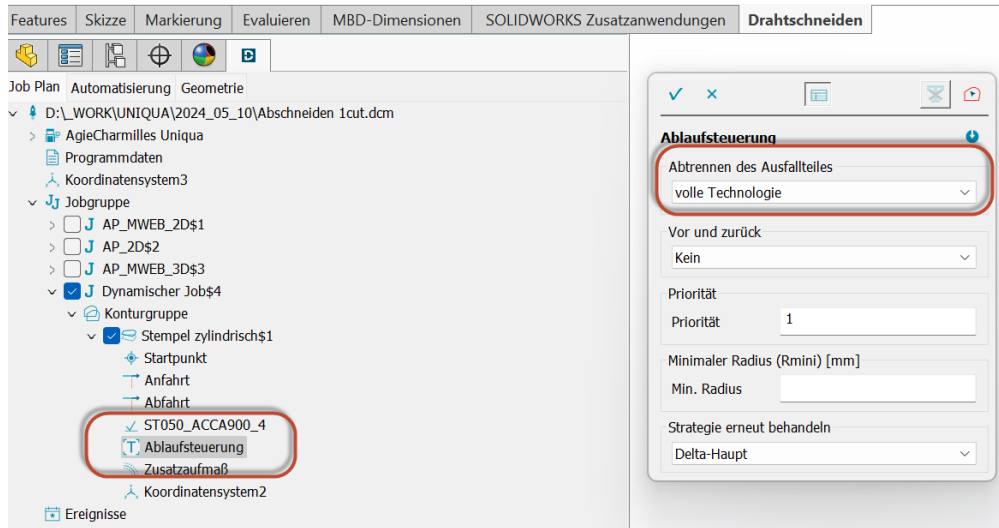 Features Skizze Markierung Evaluieren MBD-Dimensionen SOLIDWORKS Zusatzanwendungen Drahtschneiden
Job Plan Automatisierung Geometrie
D:\_WORK\UNIQUA\2024_05_10\Abschneiden 1cut.dcm
AgieCharmilles Uniqua
Programmdaten
Koordinatensystem3
Jobgruppe
J AP_MWEB_2D$1
J AP_2D$2
J AP_MWEB_3D$3
J Dynamischer Job$4
Konturgruppe
Stempel zylindrisch$1
Startpunkt
Anfahrt
Abfahrt
ST050_ACCA900_4
Ablaufsteuerung
Zusatzaufmaß
Koordinatensystem2
Ereignisse
Ablaufsteuerung
Abtrennen des Ausfallteiles
volle Technologie
Vor und zurück
Kein
Priorität
Priorität 1
Minimaler Radius (Rmini) [mm]
Min. Radius
Strategie erneut behandeln
Delta-Haupt